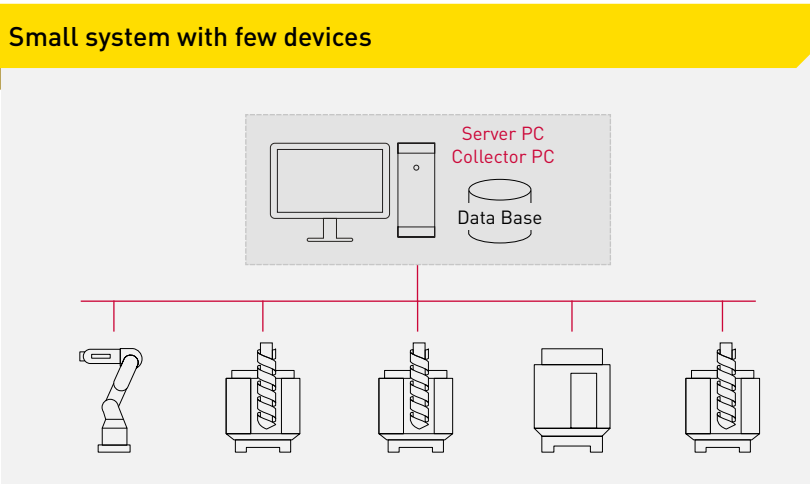 Small system with few devices
Server PC
Collector PC
Data Base